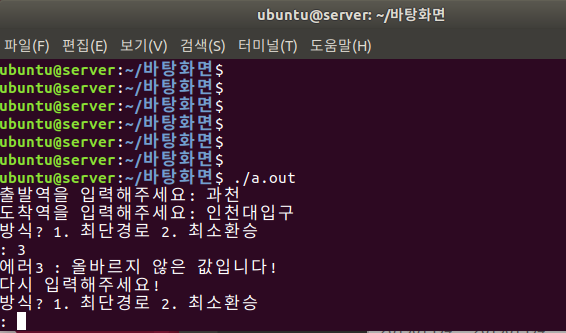 ubuntu@server: ~/바탕화면
파일(F) 편집(E) 보기(V) 검색(S) 터미널(T) 도움말(H)
ubuntu@server:~/바탕화면$
ubuntu@server:~/바탕화면$
ubuntu@server:~/바탕화면$
ubuntu@server:~/바탕화면$
ubuntu@server:~/바탕화면$
ubuntu@server:~/바탕화면$
ubuntu@server:~/바탕화면$ ./a.out
출발역을 입력해주세요: 과천
도착역을 입력해주세요: 인천대입구
방식? 1. 최단경로 2. 최소환승
: 3
에러3 : 올바르지 않은 값입니다!
다시 입력해주세요!
방식? 1. 최단경로 2. 최소환승
: